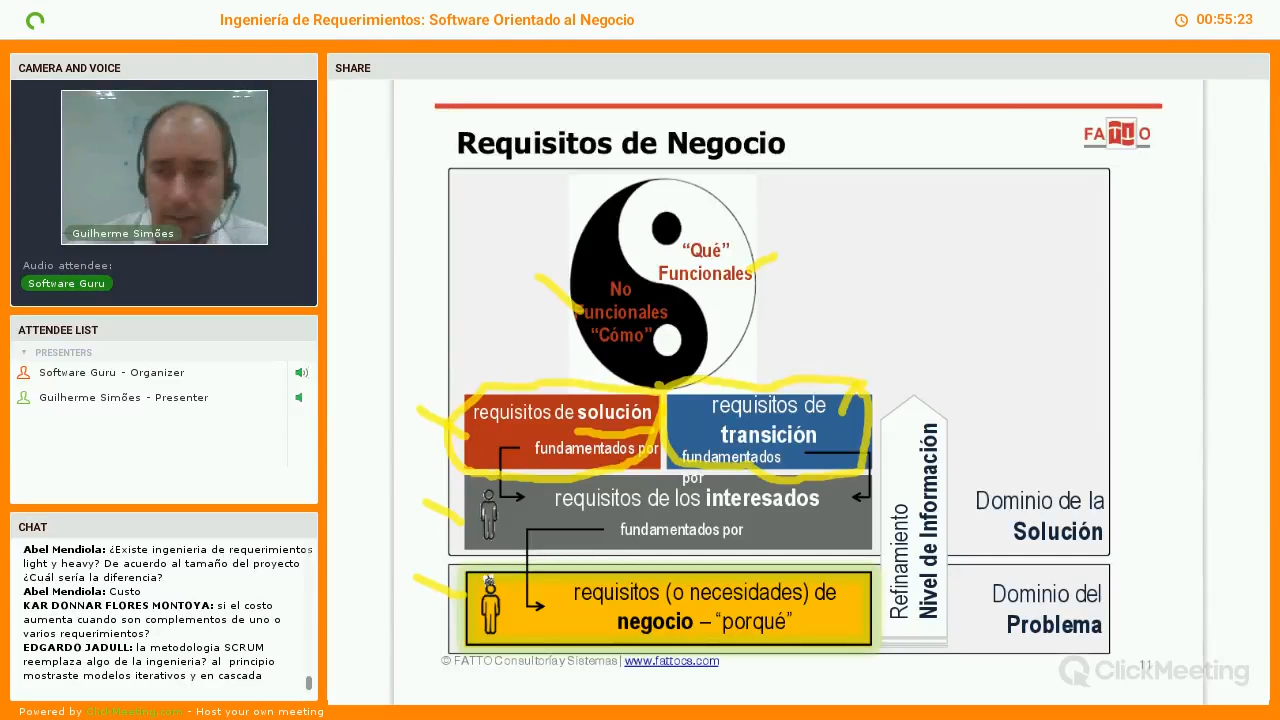 Ingeniería de Requerimientos: Software Orientado al Negocio
00:55:23
CAMERA AND VOICE
Guilherme Simões
Audio attendee:
Software Guru
ATTENDEE LIST
PRESENTERS
Software Guru - Organizer
Guilherme Simões - Presenter
CHAT
Abel Mendiola: ¿Existe ingenieria de requerimientos
light y heavy? De acuerdo al tamaño del proyecto
¿Cuál sería la diferencia?
Abel Mendiola: Custo
KAR DONNAR FLORES MONTOYA: si el costo
aumenta cuando son complementos de uno o
varios requerimientos?
EDGARDO JADULL: la metodologia SCRUM
reemplaza algo de la ingenieria? al principio
mostraste modelos iterativos y en cascada
SHARE
Requisitos de Negocio
FATTO
“Qué”
Funcionales
No
Funcionales
“Cómo”
requisitos de solución
fundamentados por
requisitos de
transición
fundamentados
por
requisitos de los interesados
fundamentados por
requisitos (o necesidades) de
negocio – “porqué”
Refinamiento
Nivel de Información
Dominio de la
Solución
Dominio del
Problema
© FATTO Consultoría y Sistemas | www.fattocs.com
11
ClickMeeting
Powered by ClickMeeting.com - Host your own meeting